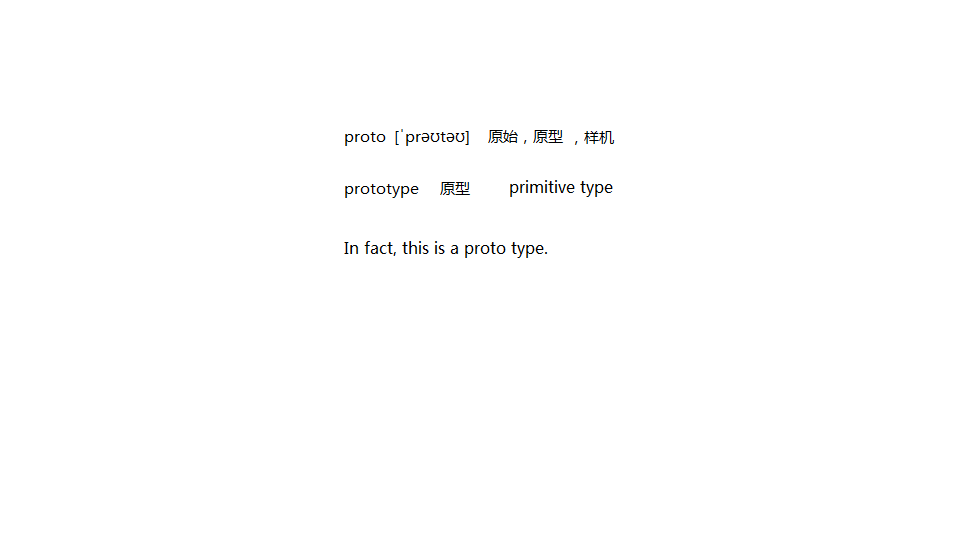 proto [ˈprəʊtəʊ] 原始，原型 ，样机
prototype 原型 primitive type
In fact, this is a proto type.